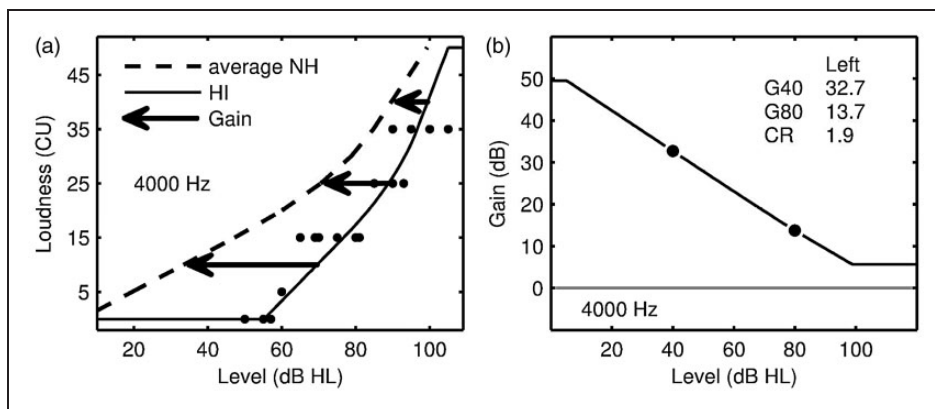 (a)
average NH
HI
Gain
4000 Hz
Loudness (CU)
45
35
25
15
5
20 40 60 80 100
Level (dB HL)
(b)
Left
G40 32.7
G80 13.7
CR 1.9
Gain (dB)
50
40
30
20
10
0
4000 Hz
20 40 60 80 100
Level (dB HL)